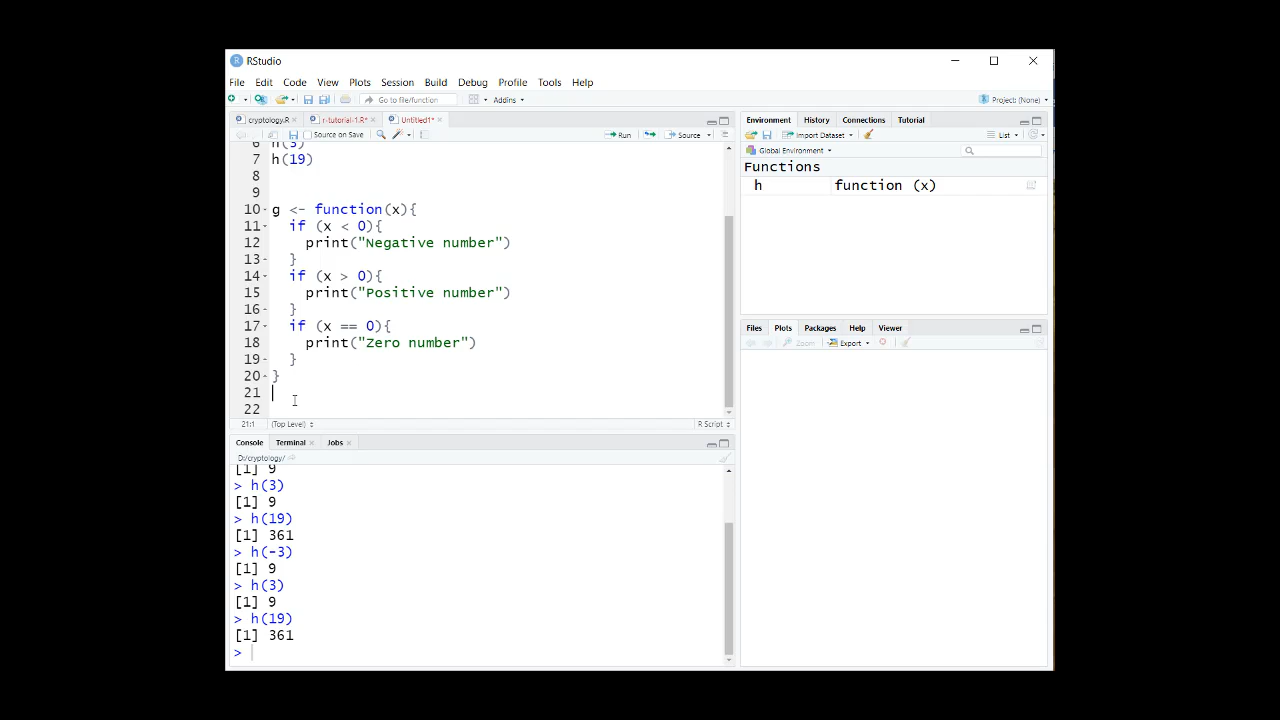 RStudio
File Edit Code View Plots Session Build Debug Profile Tools Help
Go to file/function Addins Project: (None)
cryptology.R r-tutorial-1.R* Untitled1*
Source on Save Run Source
6 h(3)
7 h(19)
8
9
10 g <- function(x){
11 if (x < 0){
12 print("Negative number")
13 }
14 if (x > 0){
15 print("Positive number")
16 }
17 if (x == 0){
18 print("Zero number")
19 }
20 }
21
22
21:1 (Top Level) R Script
Console Terminal Jobs
D:/cryptology/
[1] 9
> h(3)
[1] 9
> h(19)
[1] 361
> h(-3)
[1] 9
> h(3)
[1] 9
> h(19)
[1] 361
>
Environment History Connections Tutorial
Import Dataset List
Global Environment
Functions
h function (x)
Files Plots Packages Help Viewer
Zoom Export